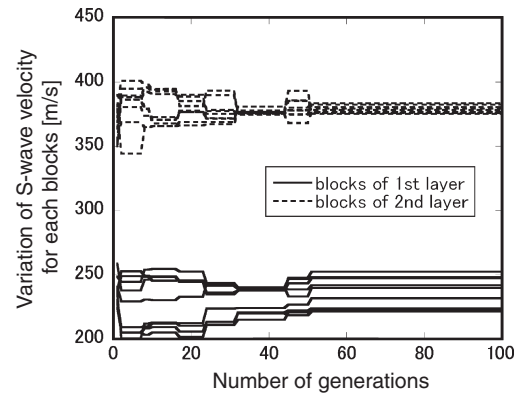 Variation of S-wave velocity
for each blocks [m/s]
450
400
350
300
250
200
blocks of 1st layer
blocks of 2nd layer
0 20 40 60 80 100
Number of generations